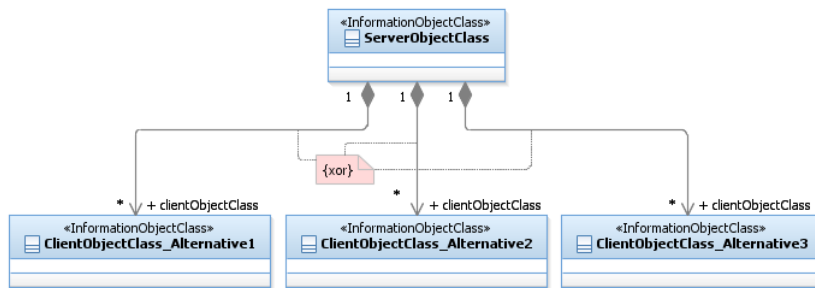 «InformationObjectClass»
ServerObjectClass
1 1 1
{xor}
* + clientObjectClass * + clientObjectClass * + clientObjectClass
«InformationObjectClass» «InformationObjectClass» «InformationObjectClass»
ClientObjectClass_Alternative1 ClientObjectClass_Alternative2 ClientObjectClass_Alternative3